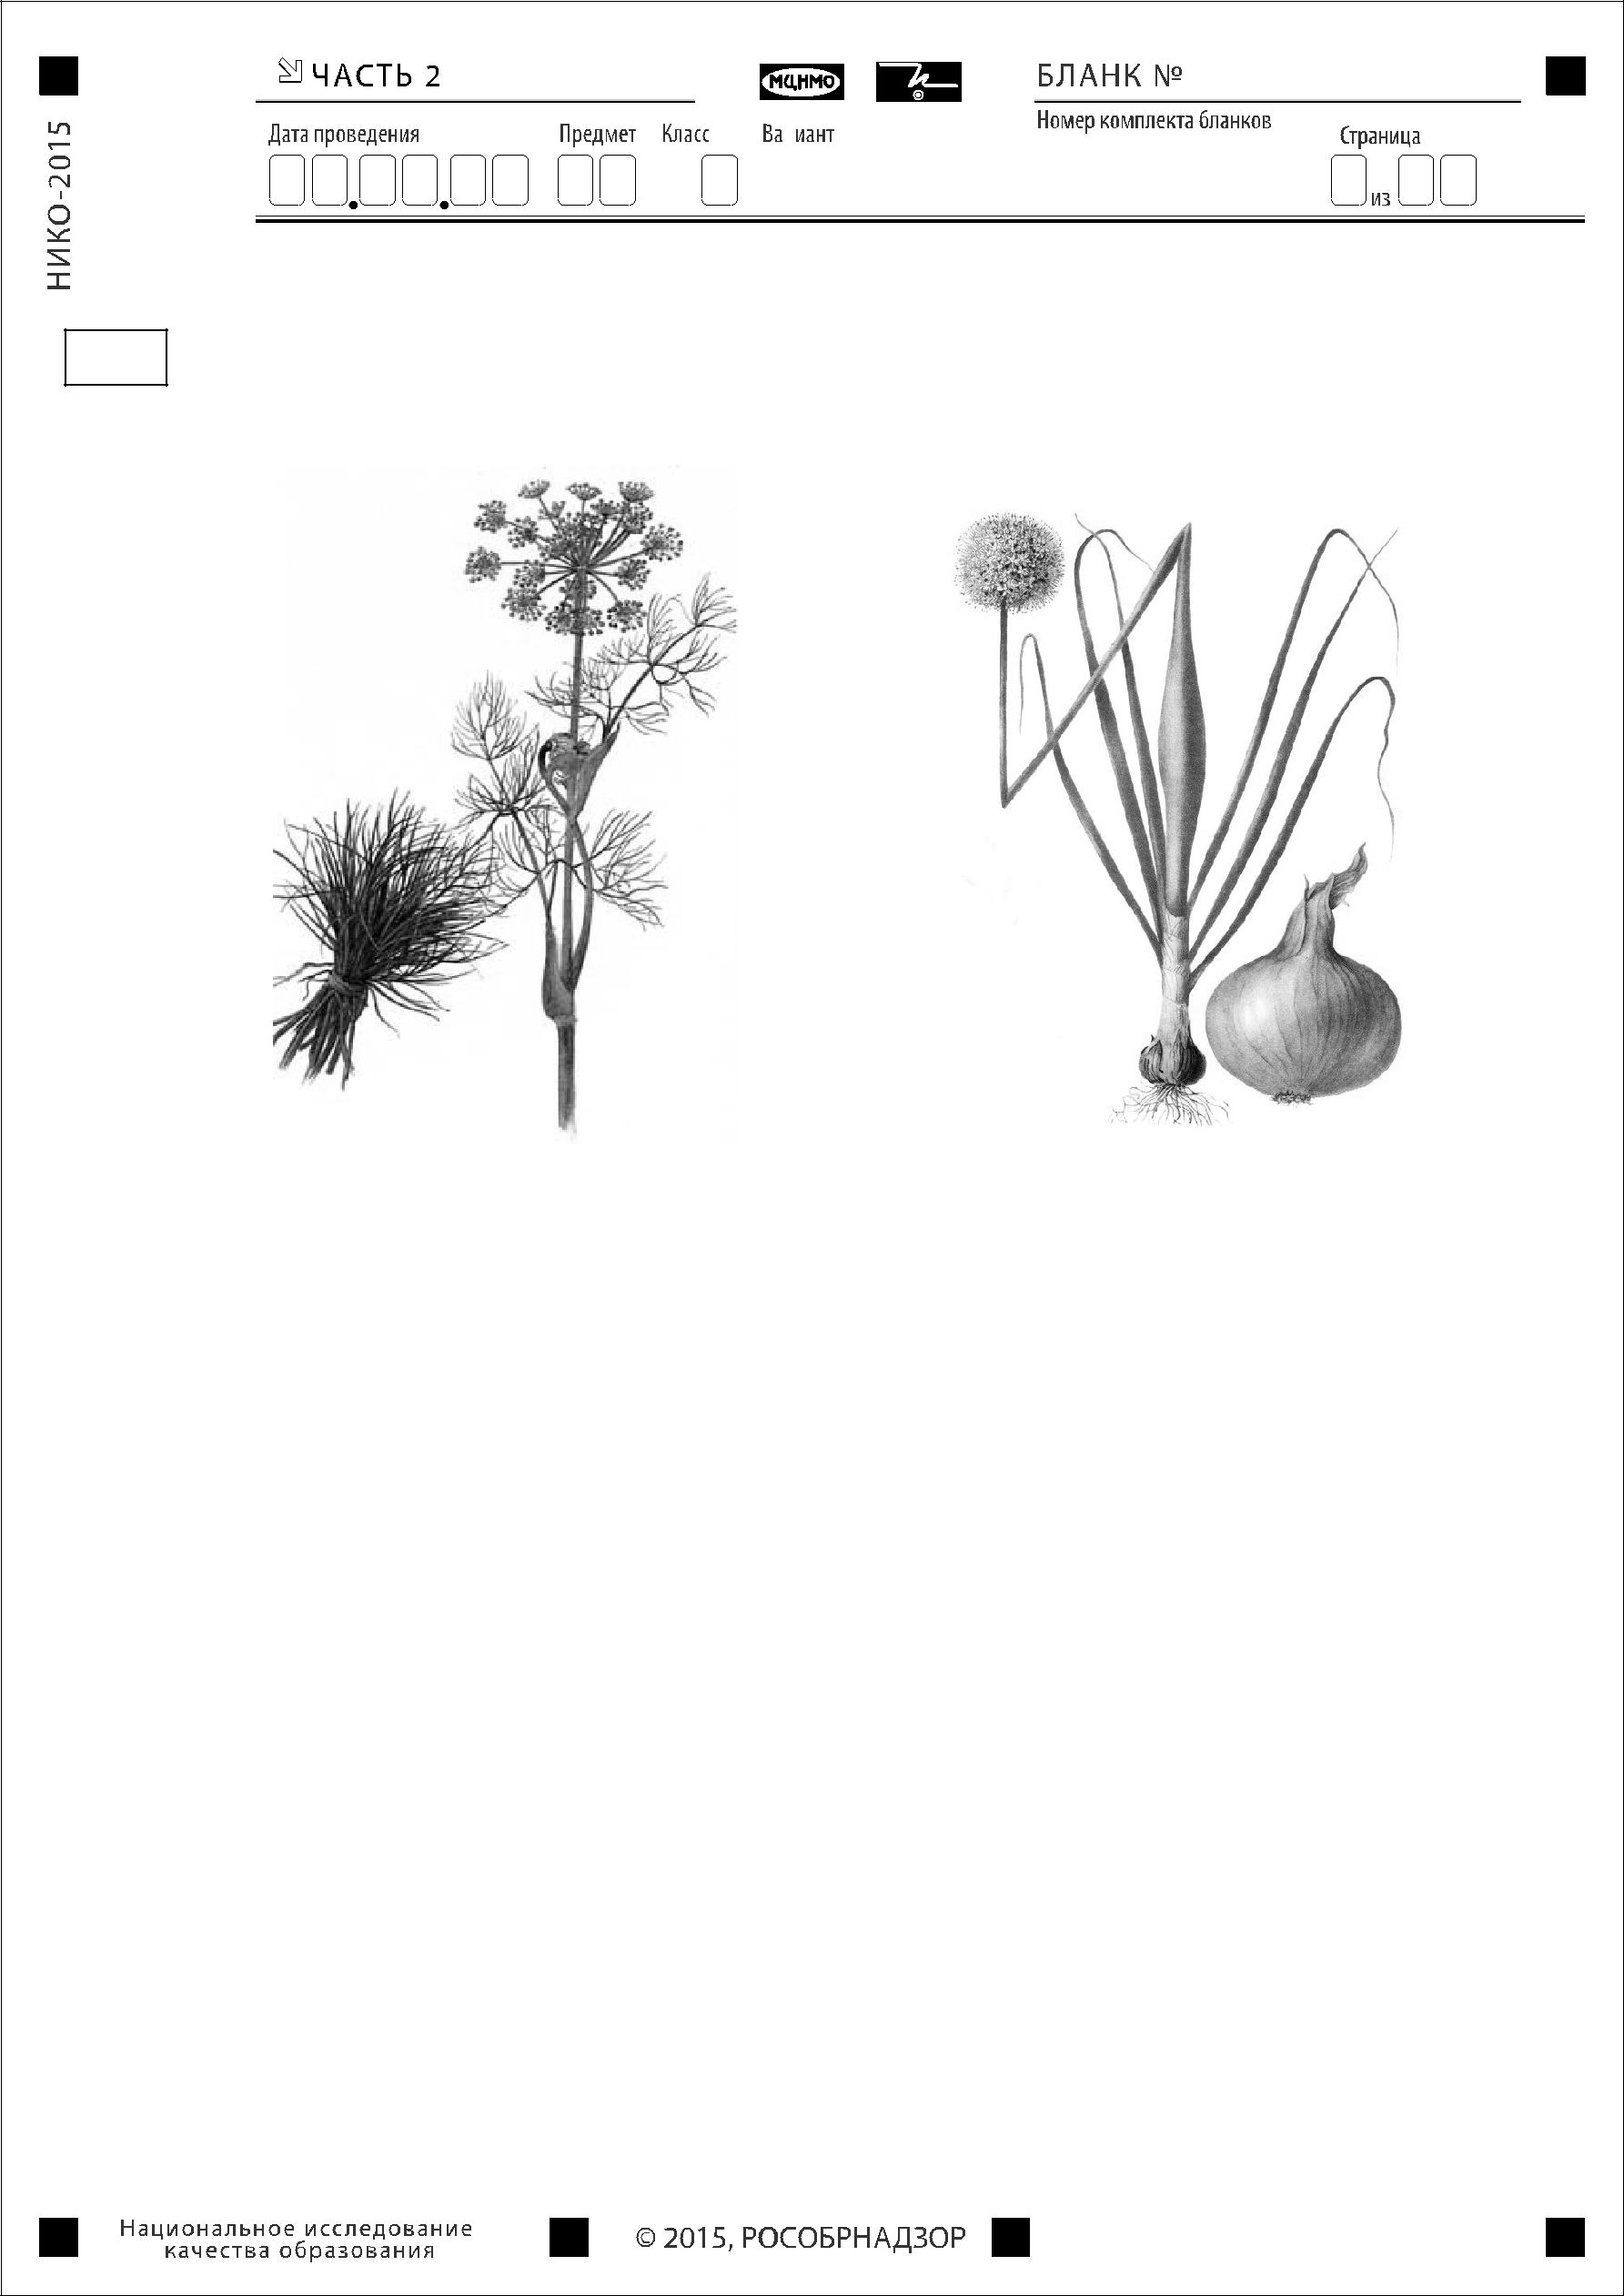 ЧАСТЬ 2
МЦНМО
БЛАНК №
Дата проведения
Предмет
Класс
Ва иант
Номер комплекта бланков
Страница
из
НИКО-2015
Национальное исследование
качества образования
© 2015, РОСОБРНАДЗОР